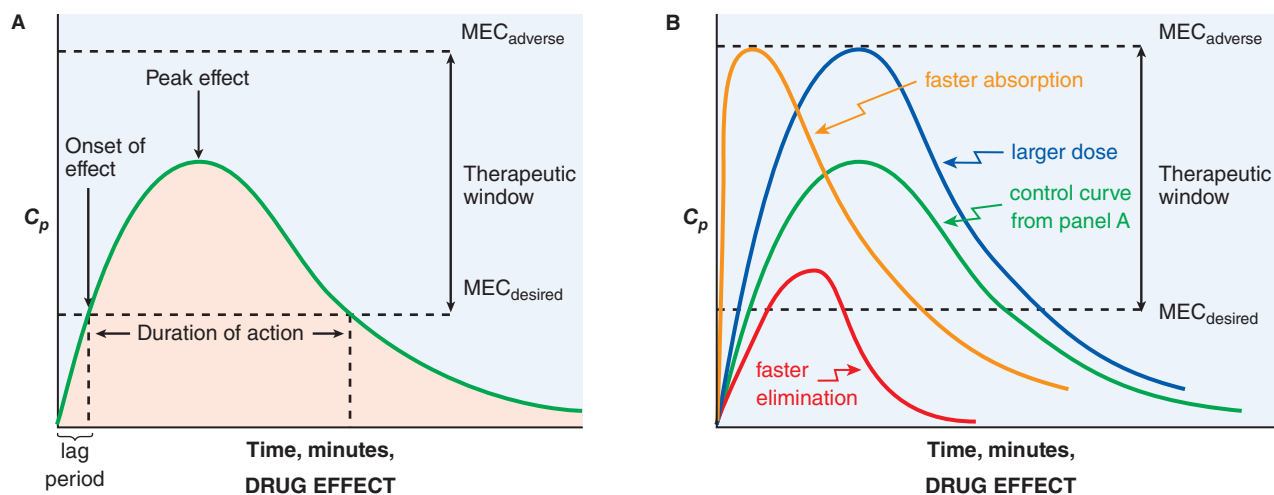 A
MEC adverse
Peak effect
Onset of
effect
Therapeutic
window
Cp
MEC desired
Duration of action
lag
period
Time, minutes,
DRUG EFFECT
B
MEC adverse
faster absorption
larger dose
Therapeutic
window
control curve
from panel A
Cp
MEC desired
faster
elimination
Time, minutes,
DRUG EFFECT